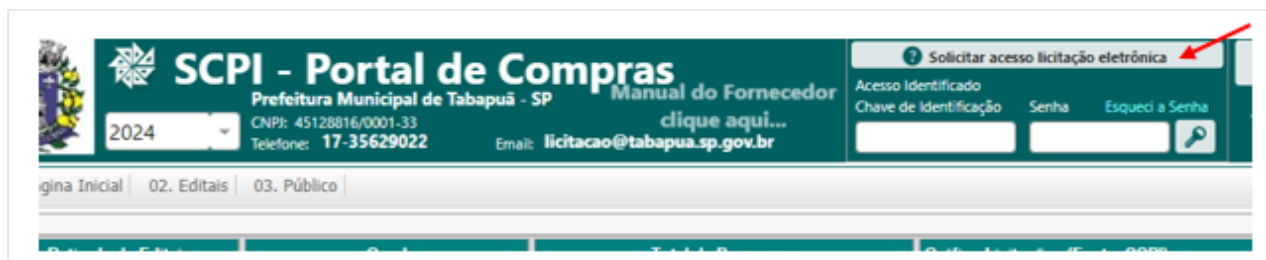 SCPI - Portal de Compras
Prefeitura Municipal de Tabapuã - SP
Manual do Fornecedor
clique aqui...
2024
CNPJ: 45128816/0001-33
Telefone: 17-35629022
Email: licitacao@tabapua.sp.gov.br
? Solicitar acesso licitação eletrônica
Acesso Identificado
Chave de Identificação Senha Esqueci a Senha
gina Inicial 02. Editais 03. Público